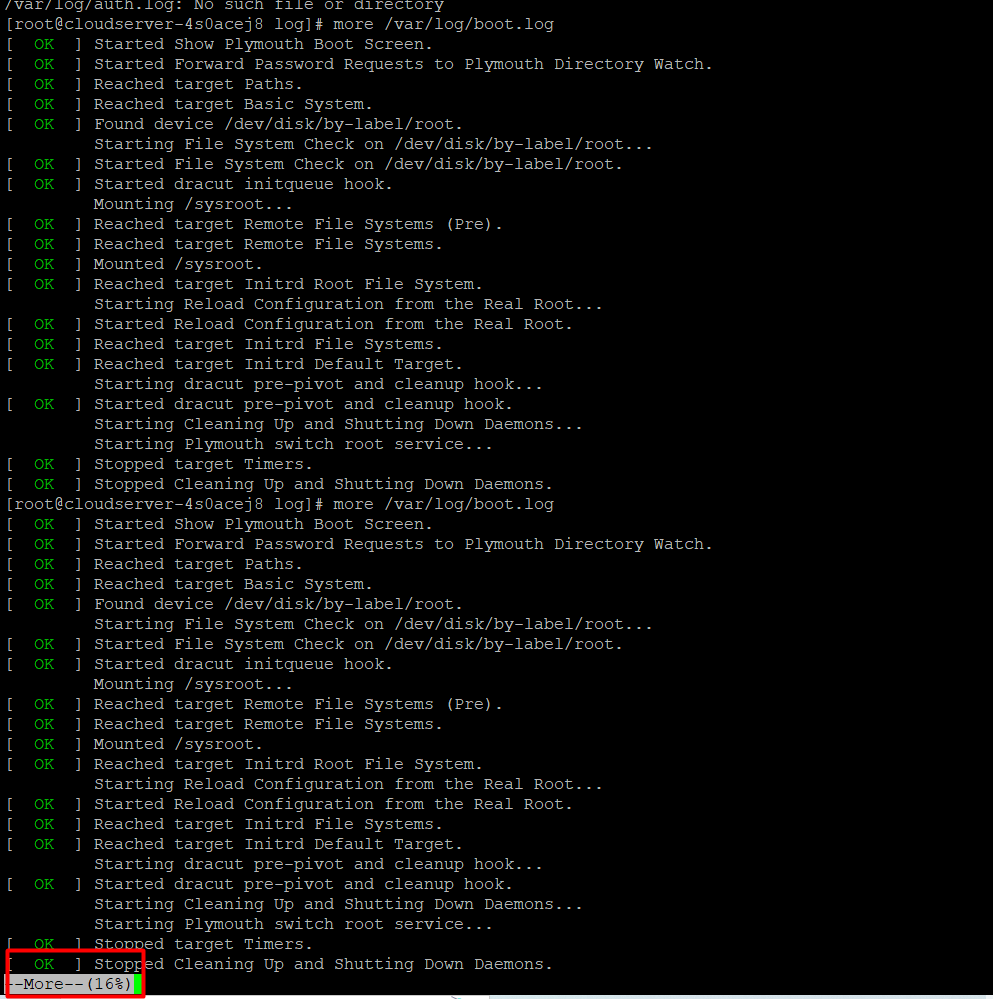 /var/log/auth.log: No such file or directory
[root@cloudserver-4s0acej8 log]# more /var/log/boot.log
[  OK  ] Started Show Plymouth Boot Screen.
[  OK  ] Started Forward Password Requests to Plymouth Directory Watch.
[  OK  ] Reached target Paths.
[  OK  ] Reached target Basic System.
[  OK  ] Found device /dev/disk/by-label/root.
         Starting File System Check on /dev/disk/by-label/root...
[  OK  ] Started File System Check on /dev/disk/by-label/root.
[  OK  ] Started dracut initqueue hook.
         Mounting /sysroot...
[  OK  ] Reached target Remote File Systems (Pre).
[  OK  ] Reached target Remote File Systems.
[  OK  ] Mounted /sysroot.
[  OK  ] Reached target Initrd Root File System.
         Starting Reload Configuration from the Real Root...
[  OK  ] Started Reload Configuration from the Real Root.
[  OK  ] Reached target Initrd File Systems.
[  OK  ] Reached target Initrd Default Target.
         Starting dracut pre-pivot and cleanup hook...
[  OK  ] Started dracut pre-pivot and cleanup hook.
         Starting Cleaning Up and Shutting Down Daemons...
         Starting Plymouth switch root service...
[  OK  ] Stopped target Timers.
[  OK  ] Stopped Cleaning Up and Shutting Down Daemons.
[root@cloudserver-4s0acej8 log]# more /var/log/boot.log
[  OK  ] Started Show Plymouth Boot Screen.
[  OK  ] Started Forward Password Requests to Plymouth Directory Watch.
[  OK  ] Reached target Paths.
[  OK  ] Reached target Basic System.
[  OK  ] Found device /dev/disk/by-label/root.
         Starting File System Check on /dev/disk/by-label/root...
[  OK  ] Started File System Check on /dev/disk/by-label/root.
[  OK  ] Started dracut initqueue hook.
         Mounting /sysroot...
[  OK  ] Reached target Remote File Systems (Pre).
[  OK  ] Reached target Remote File Systems.
[  OK  ] Mounted /sysroot.
[  OK  ] Reached target Initrd Root File System.
         Starting Reload Configuration from the Real Root...
[  OK  ] Started Reload Configuration from the Real Root.
[  OK  ] Reached target Initrd File Systems.
[  OK  ] Reached target Initrd Default Target.
         Starting dracut pre-pivot and cleanup hook...
[  OK  ] Started dracut pre-pivot and cleanup hook.
         Starting Cleaning Up and Shutting Down Daemons...
         Starting Plymouth switch root service...
[  OK  ] Stopped target Timers.
[  OK  ] Stopped Cleaning Up and Shutting Down Daemons.
--More--(16%)